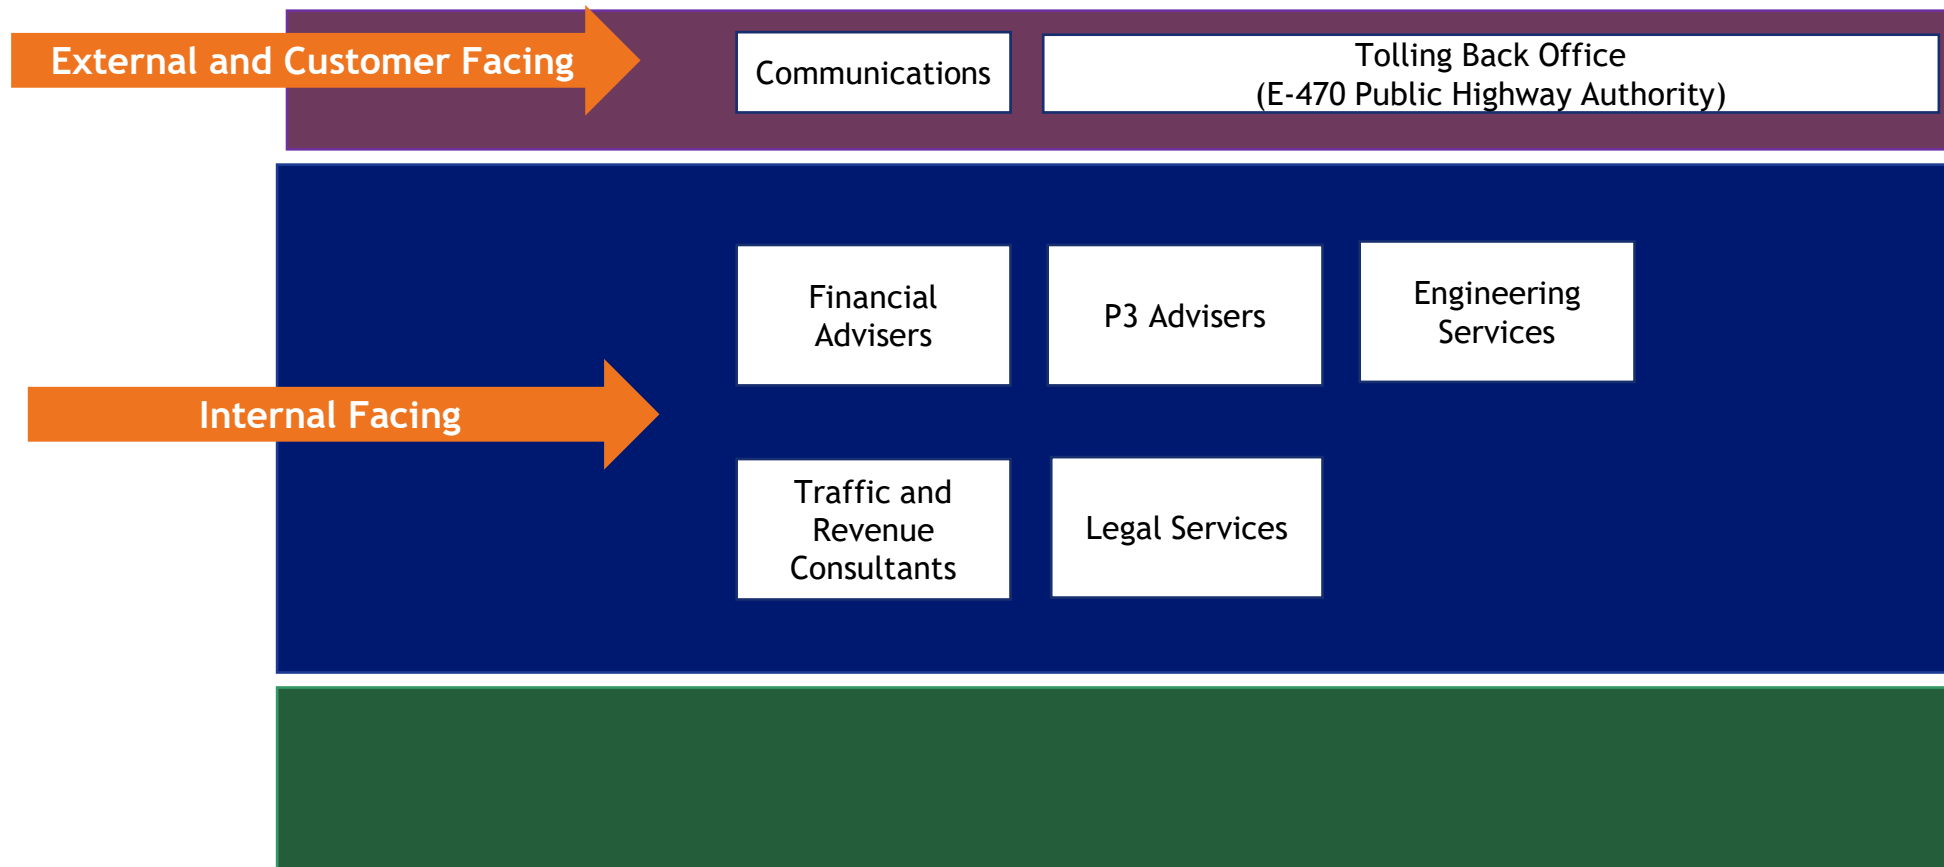 External and Customer Facing
Communications
Tolling Back Office
(E-470 Public Highway Authority)
Financial
Advisers
P3 Advisers
Engineering
Services
Internal Facing
Traffic and
Revenue
Consultants
Legal Services